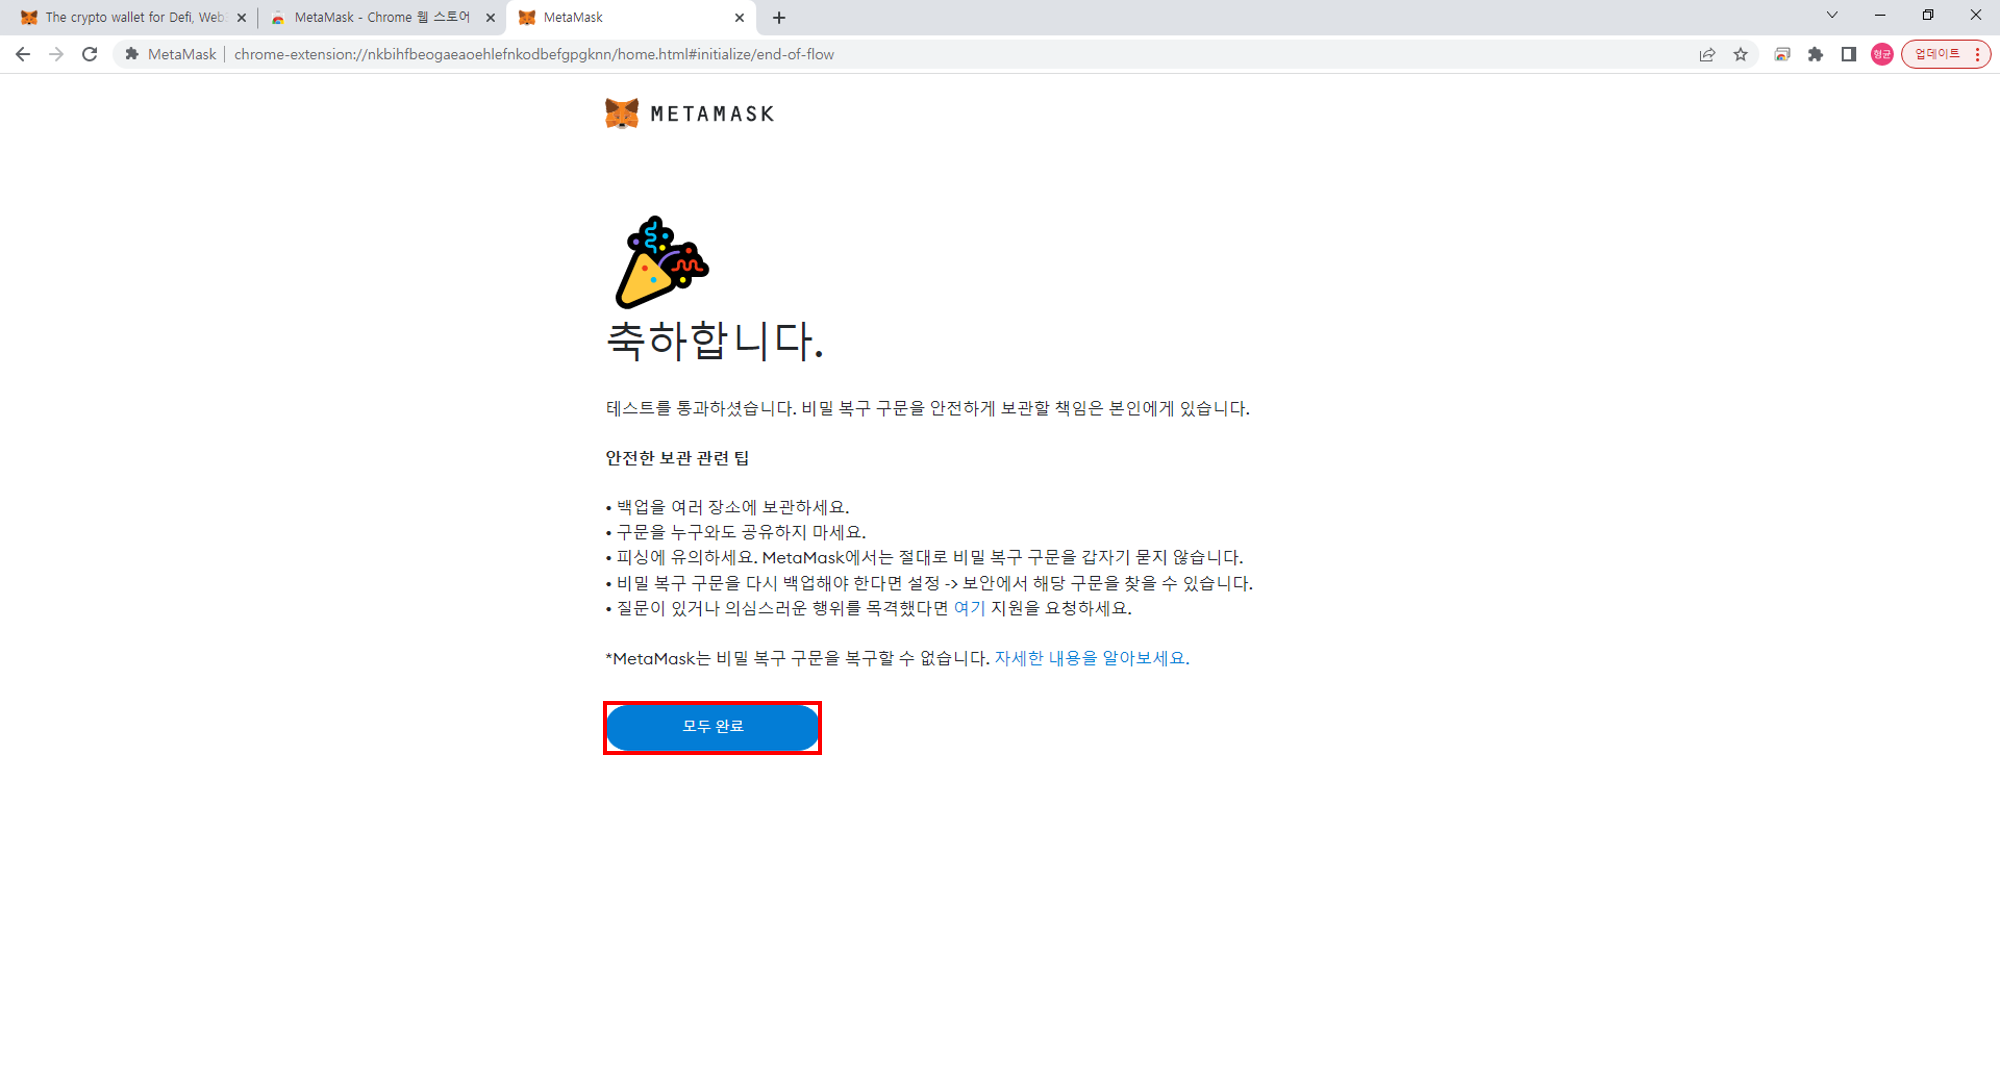 The crypto wallet for Defi, Web3
MetaMask - Chrome 웹 스토어
MetaMask
MetaMask
chrome-extension://nkbihfbeogaeaoehlefnkodbefgpgknn/home.html#initialize/end-of-flow
형균
업데이트
METAMASK
축하합니다.
테스트를 통과하셨습니다. 비밀 복구 구문을 안전하게 보관할 책임은 본인에게 있습니다.
안전한 보관 관련 팁
• 백업을 여러 장소에 보관하세요.
• 구문을 누구와도 공유하지 마세요.
• 피싱에 유의하세요. MetaMask에서는 절대로 비밀 복구 구문을 갑자기 묻지 않습니다.
• 비밀 복구 구문을 다시 백업해야 한다면 설정 -> 보안에서 해당 구문을 찾을 수 있습니다.
• 질문이 있거나 의심스러운 행위를 목격했다면 여기 지원을 요청하세요.
*MetaMask는 비밀 복구 구문을 복구할 수 없습니다. 자세한 내용을 알아보세요.
모두 완료